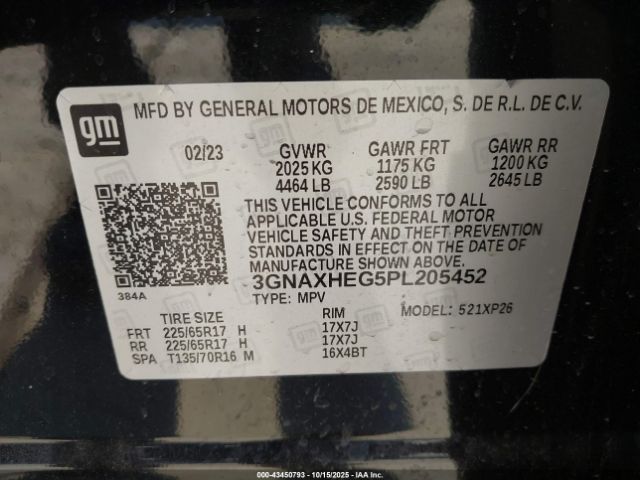 gm
MFD BY GENERAL MOTORS DE MEXICO, S. DE R.L. DE C.V.
02/23 GVWR GAWR FRT GAWR RR
2025 KG 1175 KG 1200 KG
4464 LB 2590 LB 2645 LB
THIS VEHICLE CONFORMS TO ALL
APPLICABLE U.S. FEDERAL MOTOR
VEHICLE SAFETY AND THEFT PREVENTION
STANDARDS IN EFFECT ON THE DATE OF
MANUFACTURE SHOWN ABOVE.
384A
3GNAXHEG5PL205452
TYPE: MPV MODEL: 521XP26
TIRE SIZE RIM
FRT 225/65R17 H 17X7J
RR 225/65R17 H 17X7J
SPA T135/70R16 M 16X4BT
000-43450793 - 10/15/2025 - IAA Inc.